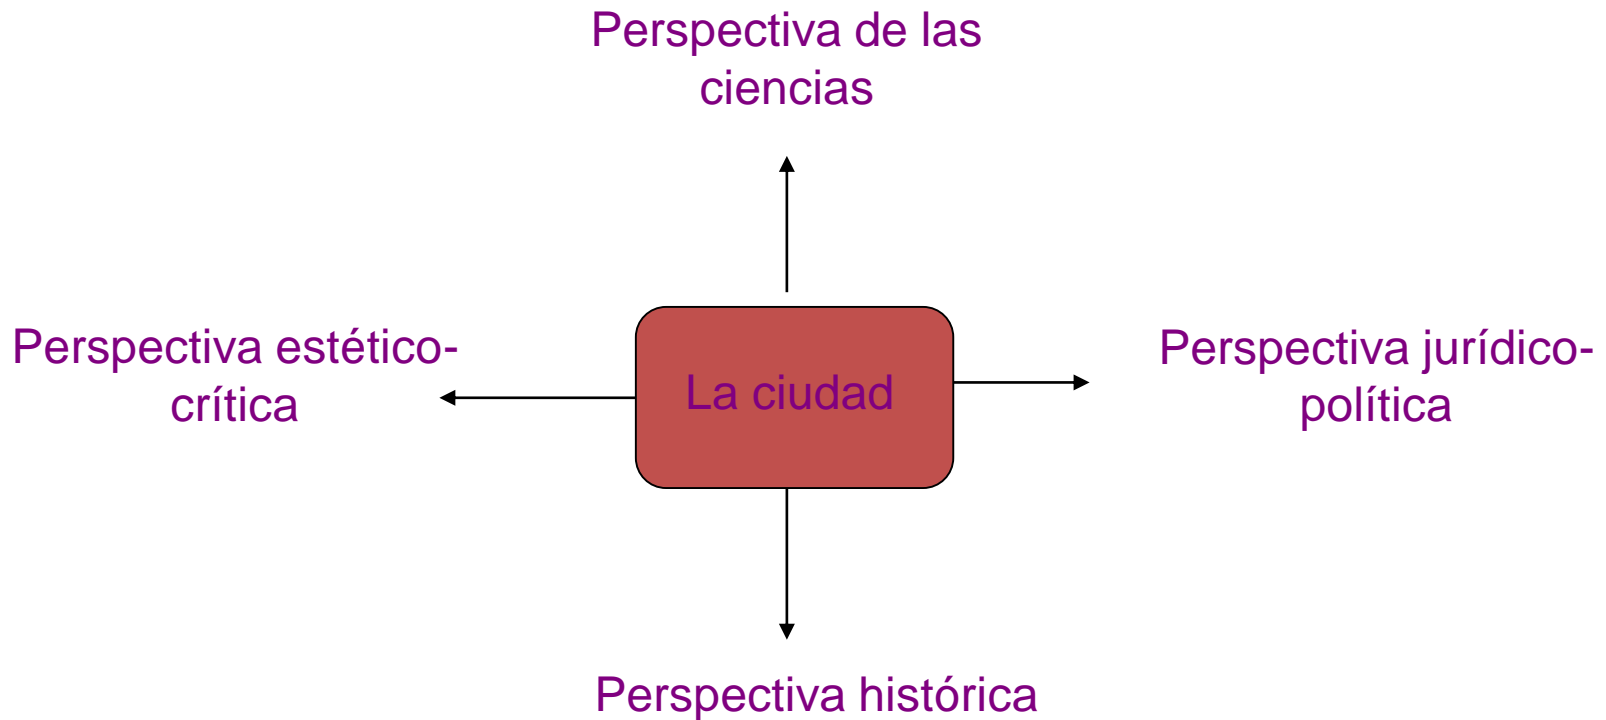 Perspectiva de las
ciencias
Perspectiva estético-
crítica
La ciudad
Perspectiva jurídico-
política
Perspectiva histórica